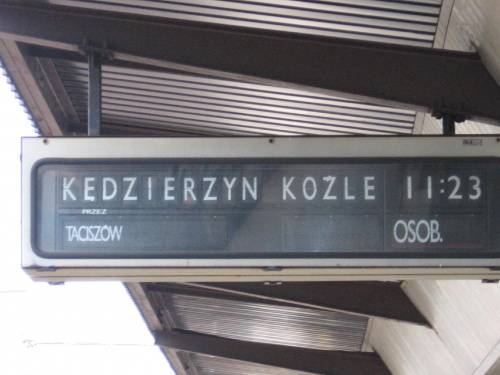 KĘDZIERZYN KOŹLE 11:23
PRZEZ
TACISZÓW OSOB.